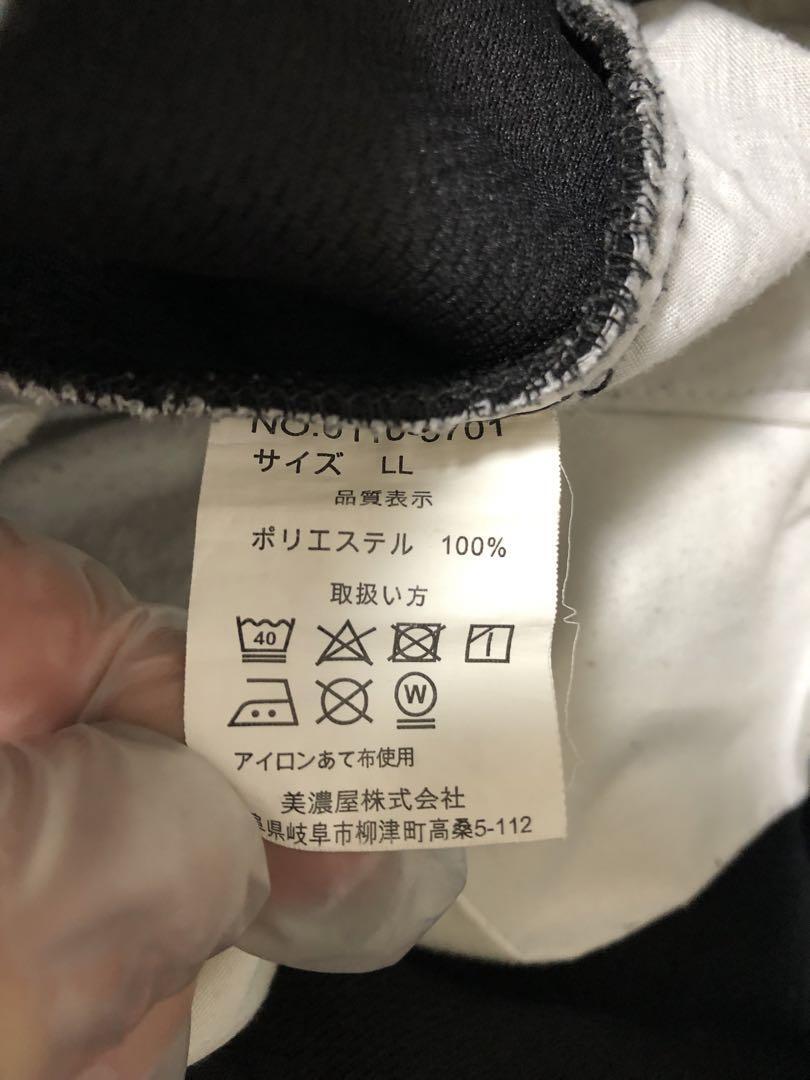 サイズ LL
品質表示
ポリエステル 100%
取扱い方
40
W
アイロンあて布使用
美濃屋株式会社
県岐阜市柳津町高桑5-112